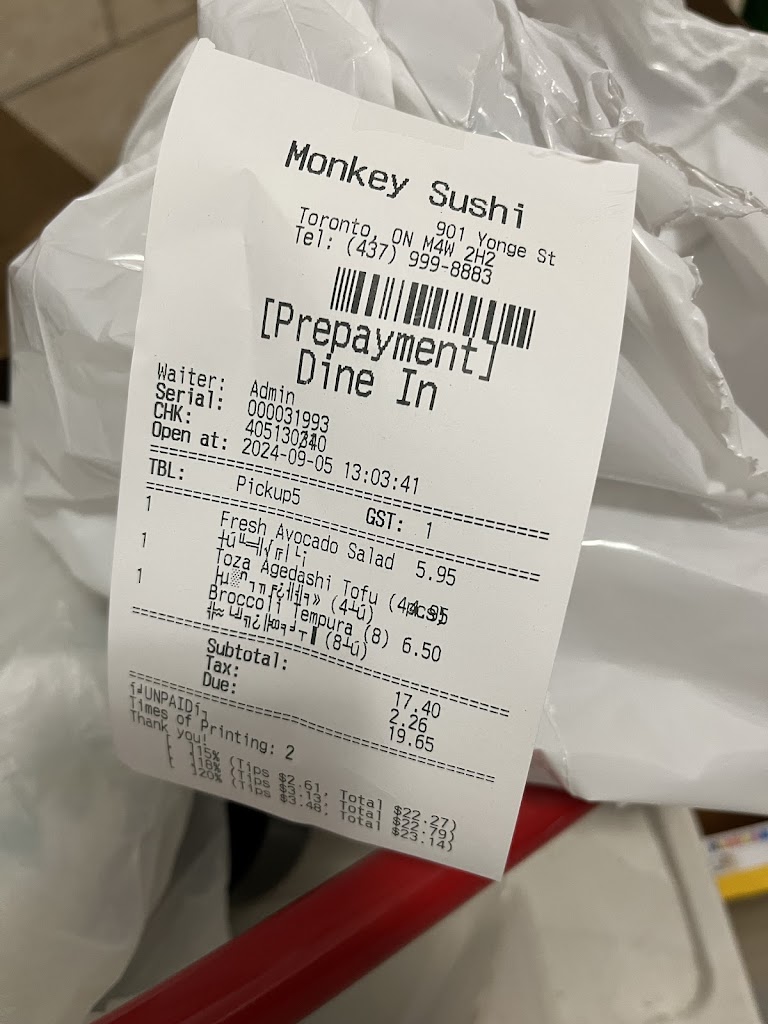 Monkey Sushi
901 Yonge St
Toronto, ON M4W 2H2
Tel: (437) 999-8883
[Prepayment]
Dine In
Waiter: Admin
Serial: 000031993
CHK:
Open at: 2024-09-05 13:03:41
TBL: Pickup5 GST: 1
1 Fresh Avocado Salad 5.95
1 Toza Agedashi Tofu (4pcs) 4.95
1 Broccoli Tempura (8) 6.50
Subtotal: 17.40
Tax: 2.26
Due: 19.65
UNPAID
Times of Printing: 2
Thank you!
[ ]15% (Tips $2.61, Total $22.27)
[ ]18% (Tips $3.13, Total $22.79)
[ ]20% (Tips $3.48, Total $23.14)